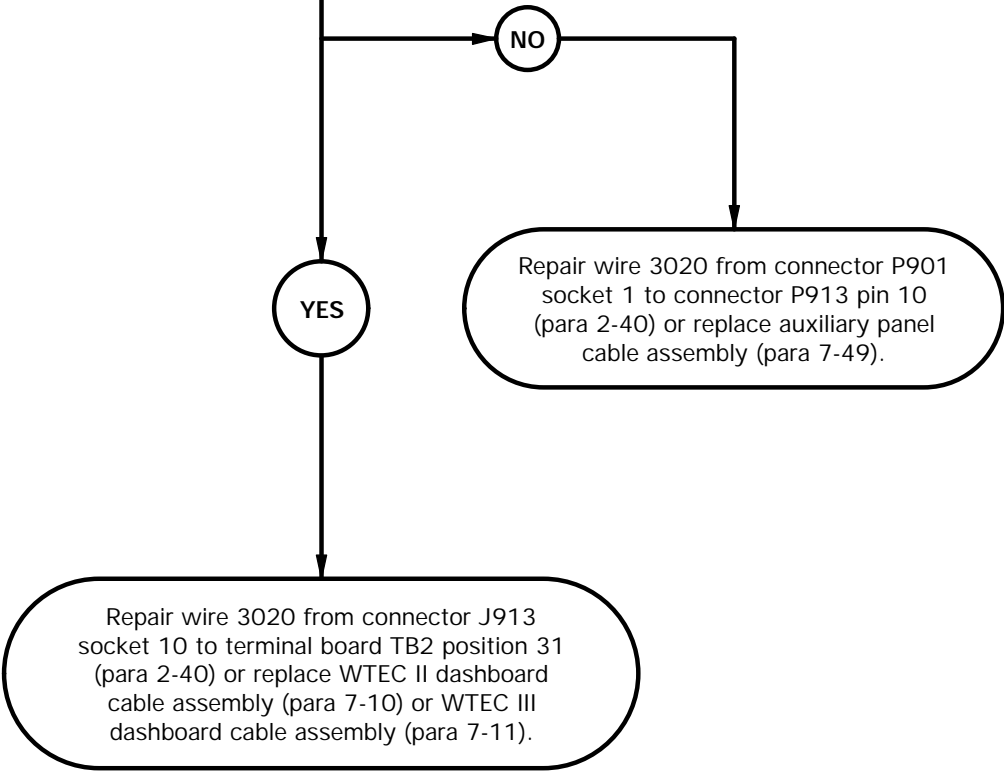 NO
Repair wire 3020 from connector P901
socket 1 to connector P913 pin 10
(para 2-40) or replace auxiliary panel
cable assembly (para 7-49).
YES
Repair wire 3020 from connector J913
socket 10 to terminal board TB2 position 31
(para 2-40) or replace WTEC II dashboard
cable assembly (para 7-10) or WTEC III
dashboard cable assembly (para 7-11).